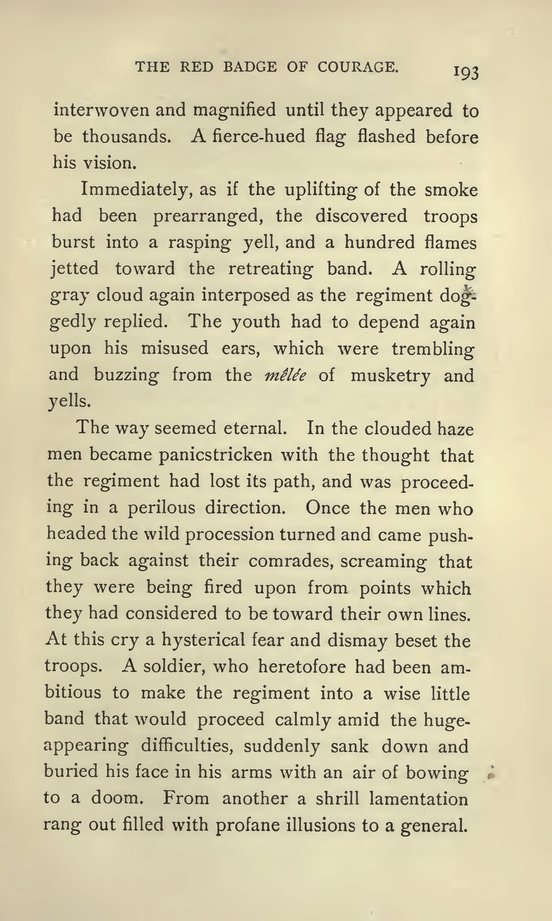 THE RED BADGE OF COURAGE. 193
interwoven and magnified until they appeared to
be thousands. A fierce-hued flag flashed before
his vision.
Immediately, as if the uplifting of the smoke
had been prearranged, the discovered troops
burst into a rasping yell, and a hundred flames
jetted toward the retreating band. A rolling
gray cloud again interposed as the regiment dog-
gedly replied. The youth had to depend again
upon his misused ears, which were trembling
and buzzing from the mêlée of musketry and
yells.
The way seemed eternal. In the clouded haze
men became panicstricken with the thought that
the regiment had lost its path, and was proceed-
ing in a perilous direction. Once the men who
headed the wild procession turned and came push-
ing back against their comrades, screaming that
they were being fired upon from points which
they had considered to be toward their own lines.
At this cry a hysterical fear and dismay beset the
troops. A soldier, who heretofore had been am-
bitious to make the regiment into a wise little
band that would proceed calmly amid the huge-
appearing difficulties, suddenly sank down and
buried his face in his arms with an air of bowing
to a doom. From another a shrill lamentation
rang out filled with profane illusions to a general.